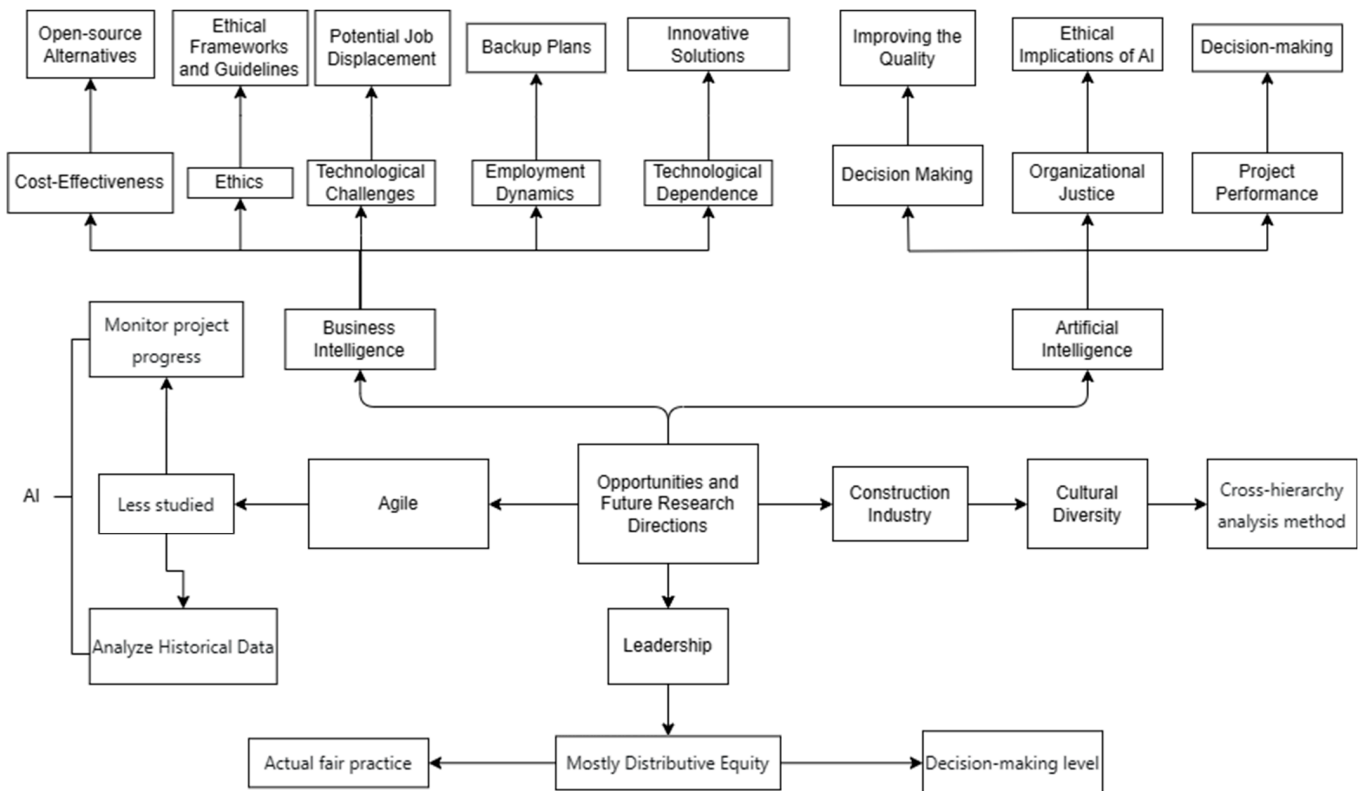 Open-source
Alternatives
Ethical
Frameworks
and Guidelines
Potential Job
Displacement
Backup Plans
Innovative
Solutions
Improving the
Quality
Ethical
Implications of AI
Decision-making
Cost-Effectiveness
Ethics
Technological
Challenges
Employment
Dynamics
Technological
Dependence
Decision Making
Organizational
Justice
Project
Performance
Monitor project
progress
Business
Intelligence
Artificial
Intelligence
AI
Less studied
Agile
Opportunities and
Future Research
Directions
Construction
Industry
Cultural
Diversity
Cross-hierarchy
analysis method
Analyze Historical Data
Leadership
Actual fair practice
Mostly Distributive Equity
Decision-making level